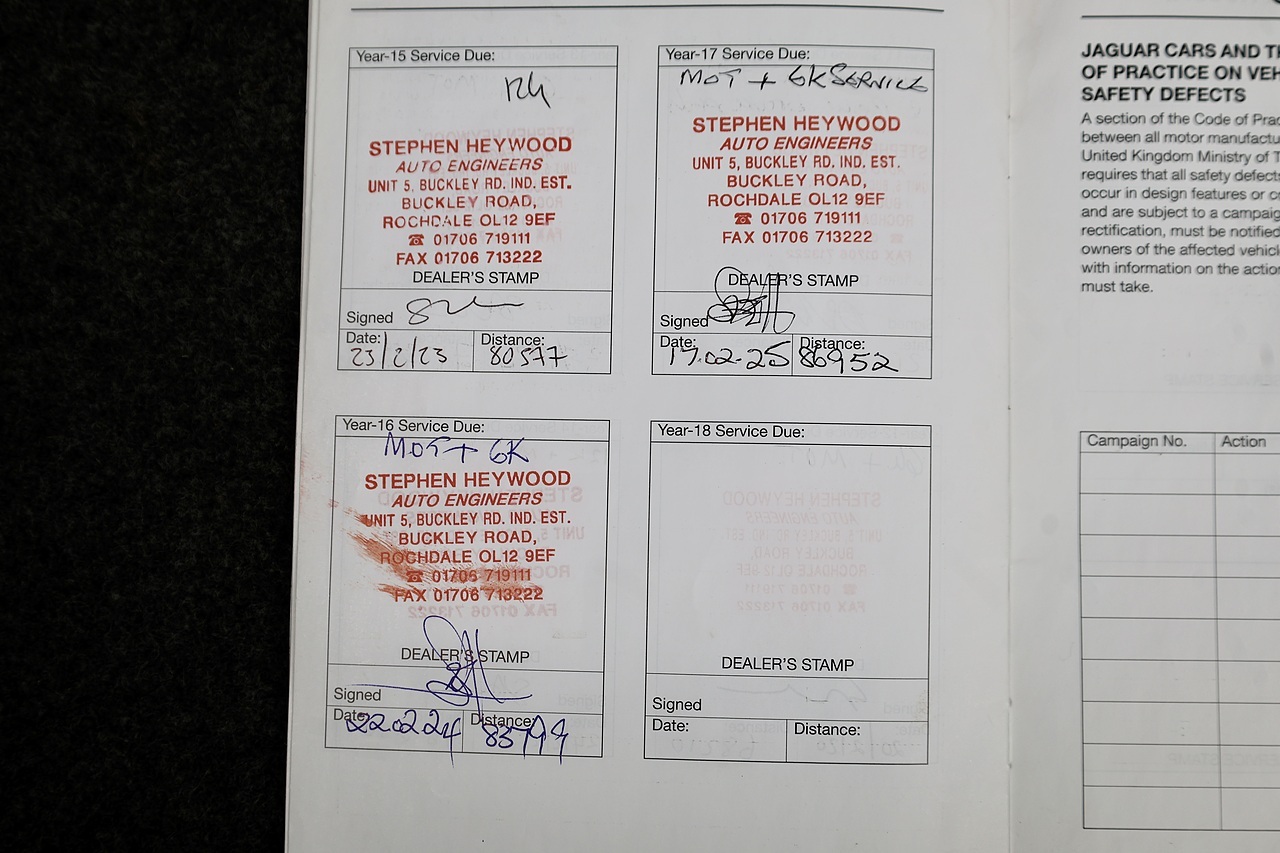 Year-15 Service Due:
12k
STEPHEN HEYWOOD
AUTO ENGINEERS
UNIT 5, BUCKLEY RD. IND. EST.
BUCKLEY ROAD,
ROCHDALE OL12 9EF
☎ 01706 719111
FAX 01706 713222
DEALER'S STAMP
Signed
Date: Distance:
23/2/23 80577
Year-17 Service Due:
MOT + 6K SERVICE
STEPHEN HEYWOOD
AUTO ENGINEERS
UNIT 5, BUCKLEY RD. IND. EST.
BUCKLEY ROAD,
ROCHDALE OL12 9EF
☎ 01706 719111
FAX 01706 713222
DEALER'S STAMP
Signed
Date: Distance:
17.02.25 86952
Year-16 Service Due:
MOT + 6K
STEPHEN HEYWOOD
AUTO ENGINEERS
UNIT 5, BUCKLEY RD. IND. EST.
BUCKLEY ROAD,
ROCHDALE OL12 9EF
☎ 01706 719111
FAX 01706 713222
DEALER'S STAMP
Signed
Date: Distance:
22.02.24
Year-18 Service Due:
DEALER'S STAMP
Signed
Date: Distance:
JAGUAR CARS AND
OF PRACTICE ON
SAFETY DEFECTS
A section of the Code of
between all motor
United Kingdom Ministry of
requires that all safety defects
occur in design features or
and are subject to a
rectification, must be notified
owners of the affected
with information on the
must take.
Campaign No. Action